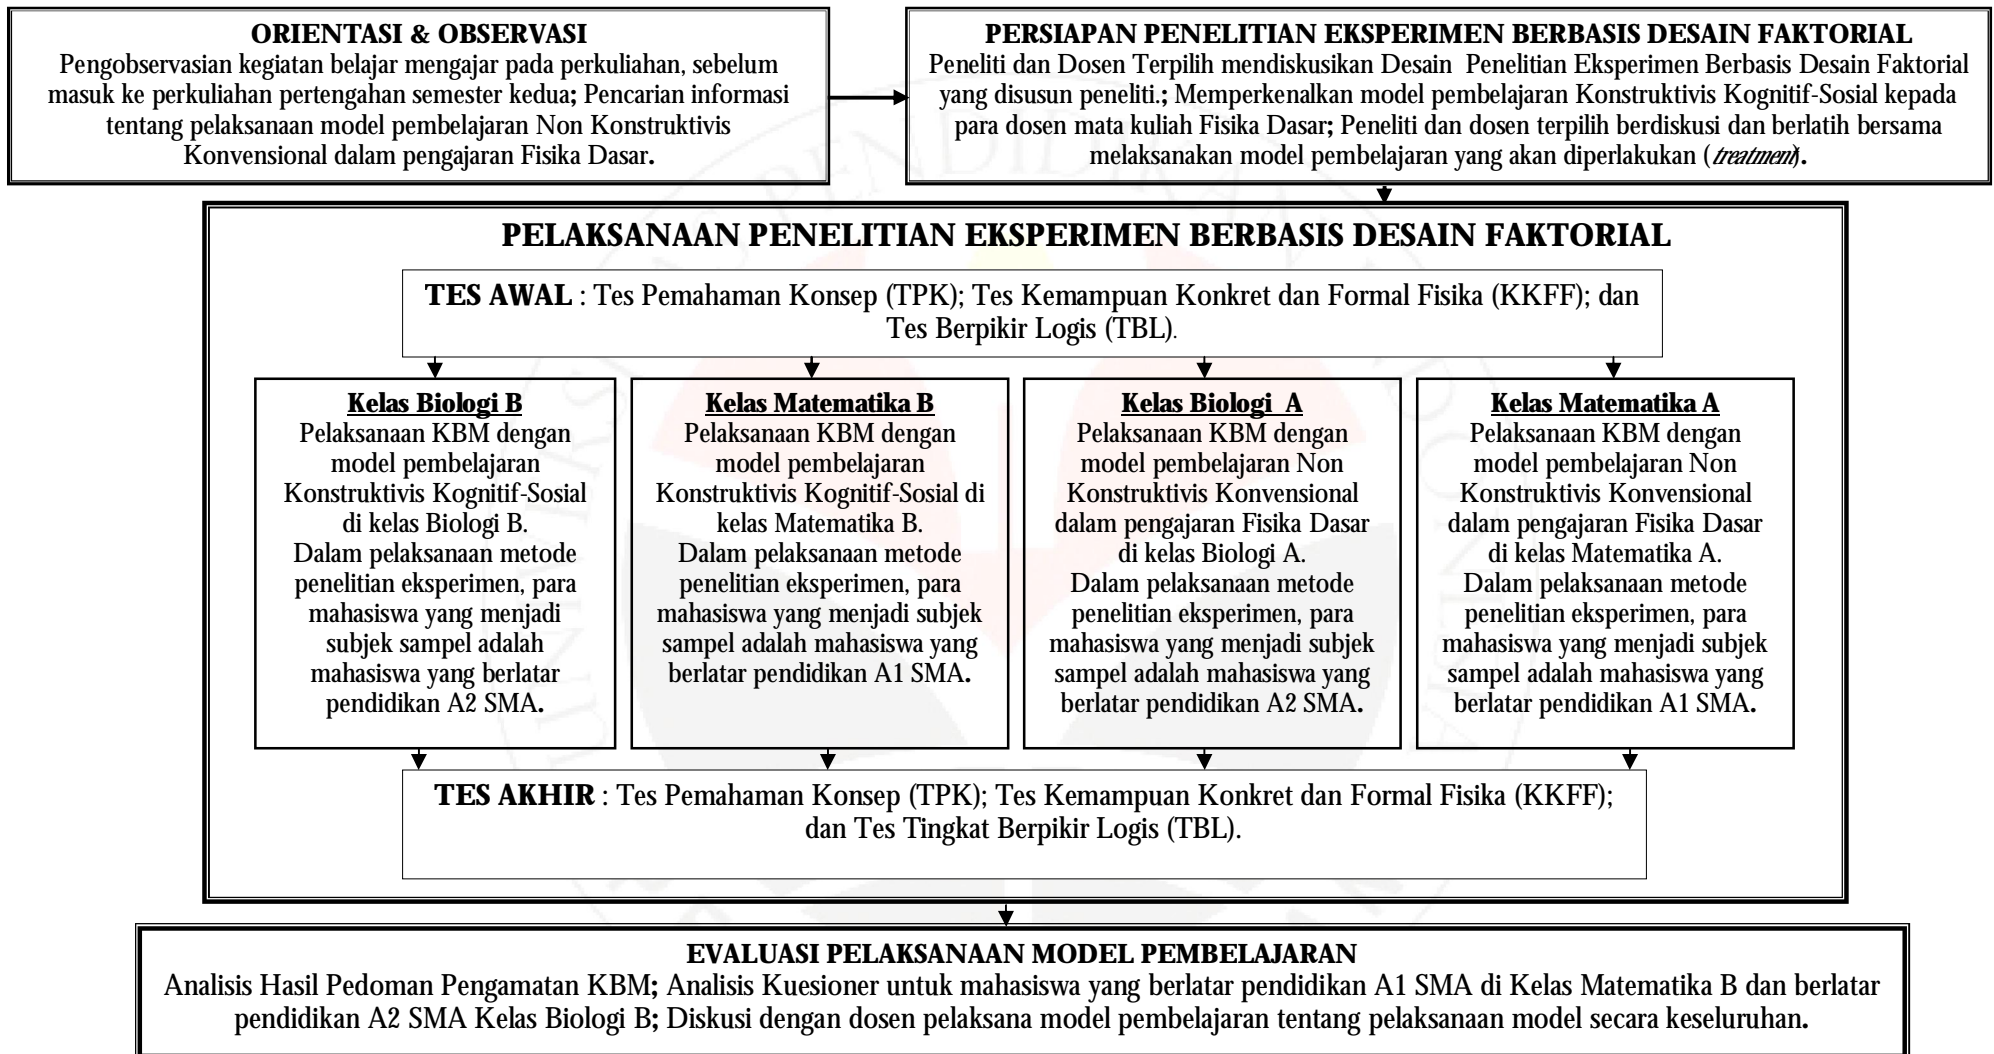 ORIENTASI & OBSERVASI
Pengobservasian kegiatan belajar mengajar pada perkuliahan, sebelum
masuk ke perkuliahan pertengahan semester kedua; Pencarian informasi
tentang pelaksanaan model pembelajaran Non Konstruktivis
Konvensional dalam pengajaran Fisika Dasar.
PERSIAPAN PENELITIAN EKSPERIMEN BERBASIS DESAIN FAKTORIAL
Peneliti dan Dosen Terpilih mendiskusikan Desain Penelitian Eksperimen Berbasis Desain Faktorial
yang disusun peneliti.; Memperkenalkan model pembelajaran Konstruktivis Kognitif-Sosial kepada
para dosen mata kuliah Fisika Dasar; Peneliti dan dosen terpilih berdiskusi dan berlatih bersama
melaksanakan model pembelajaran yang akan diperlakukan (treatment).
PELAKSANAAN PENELITIAN EKSPERIMEN BERBASIS DESAIN FAKTORIAL
TES AWAL : Tes Pemahaman Konsep (TPK); Tes Kemampuan Konkret dan Formal Fisika (KKFF); dan
Tes Berpikir Logis (TBL).
Kelas Biologi B
Pelaksanaan KBM dengan
model pembelajaran
Konstruktivis Kognitif-Sosial
di kelas Biologi B.
Dalam pelaksanaan metode
penelitian eksperimen, para
mahasiswa yang menjadi
subjek sampel adalah
mahasiswa yang berlatar
pendidikan A2 SMA.
Kelas Matematika B
Pelaksanaan KBM dengan
model pembelajaran
Konstruktivis Kognitif-Sosial di
kelas Matematika B.
Dalam pelaksanaan metode
penelitian eksperimen, para
mahasiswa yang menjadi subjek
sampel adalah mahasiswa yang
berlatar pendidikan A1 SMA.
Kelas Biologi A
Pelaksanaan KBM dengan
model pembelajaran Non
Konstruktivis Konvensional
dalam pengajaran Fisika Dasar
di kelas Biologi A.
Dalam pelaksanaan metode
penelitian eksperimen, para
mahasiswa yang menjadi subjek
sampel adalah mahasiswa yang
berlatar pendidikan A2 SMA.
Kelas Matematika A
Pelaksanaan KBM dengan
model pembelajaran Non
Konstruktivis Konvensional
dalam pengajaran Fisika Dasar
di kelas Matematika A.
Dalam pelaksanaan metode
penelitian eksperimen, para
mahasiswa yang menjadi subjek
sampel adalah mahasiswa yang
berlatar pendidikan A1 SMA.
TES AKHIR : Tes Pemahaman Konsep (TPK); Tes Kemampuan Konkret dan Formal Fisika (KKFF);
dan Tes Tingkat Berpikir Logis (TBL).
EVALUASI PELAKSANAAN MODEL PEMBELAJARAN
Analisis Hasil Pedoman Pengamatan KBM; Analisis Kuesioner untuk mahasiswa yang berlatar pendidikan A1 SMA di Kelas Matematika B dan berlatar
pendidikan A2 SMA Kelas Biologi B; Diskusi dengan dosen pelaksana model pembelajaran tentang pelaksanaan model secara keseluruhan.